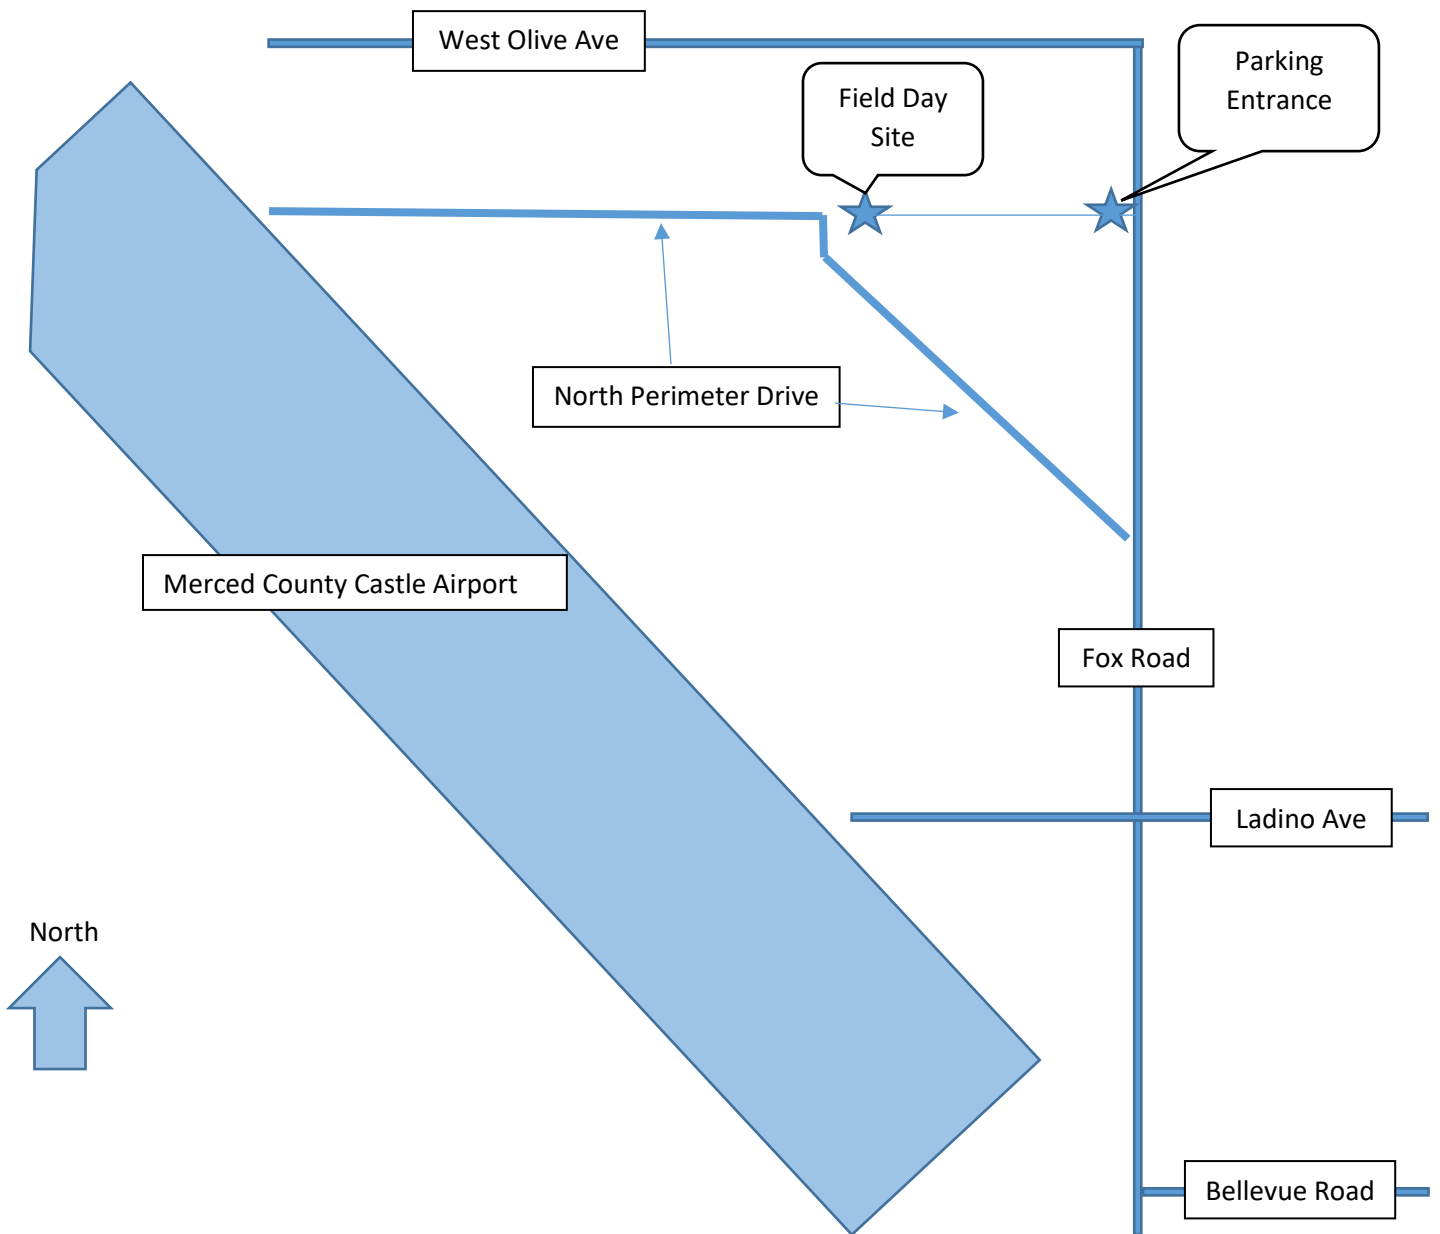 West Olive Ave
Parking
Entrance
Field Day
Site
North Perimeter Drive
Merced County Castle Airport
Fox Road
Ladino Ave
North
Bellevue Road